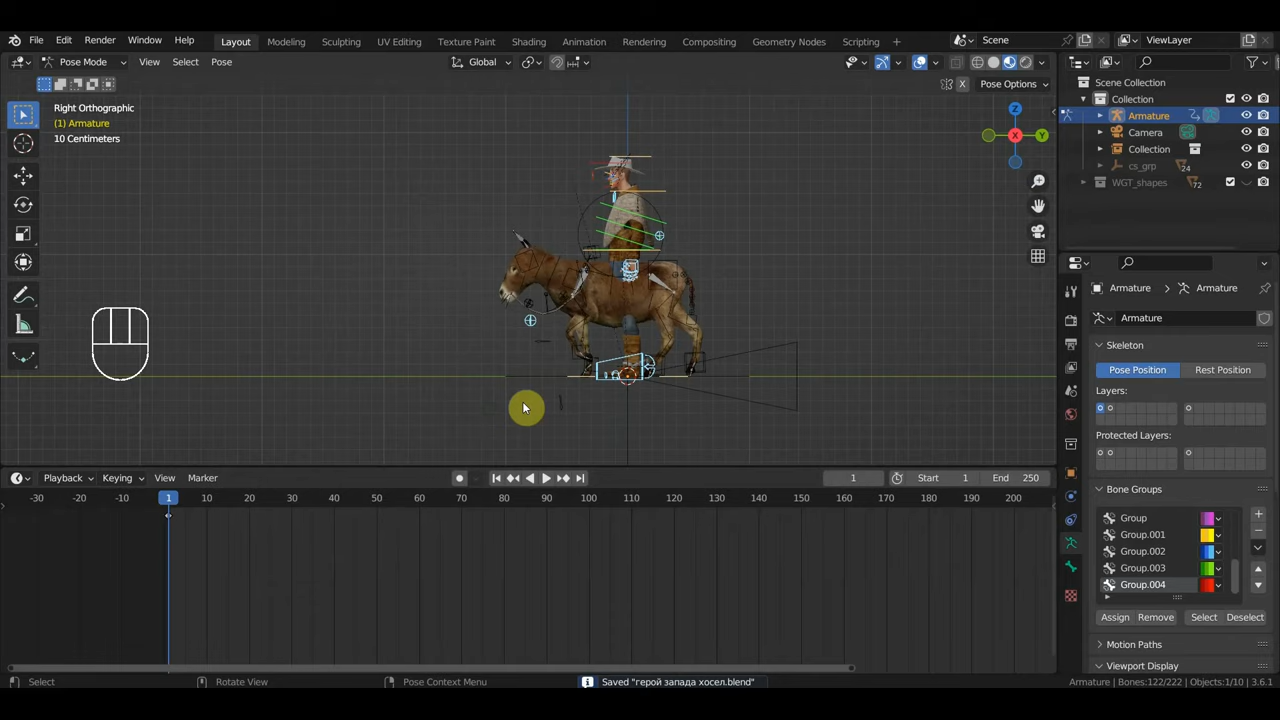 File Edit Render Window Help Layout Modeling Sculpting UV Editing Texture Paint Shading Animation Rendering Compositing Geometry Nodes Scripting + Scene ViewLayer
Pose Mode View Select Pose Global
X Pose Options
Right Orthographic
(1) Armature
10 Centimeters
Z
X
Y
Scene Collection
Collection
Armature
Camera
Collection
cs_grp 24
WGT_shapes 72
Armature > Armature
Armature
Skeleton
Pose Position Rest Position
Layers:
Protected Layers:
Bone Groups
Group
Group.001
Group.002
Group.003
Group.004
Assign Remove Select Deselect
Motion Paths
Viewport Display
Playback Keying View Marker 1 Start 1 End 250
-30 -20 -10 1 10 20 30 40 50 60 70 80 90 100 110 120 130 140 150 160 170 180 190 200
Select Rotate View Pose Context Menu Saved "герой запада хосел.blend" Armature | Bones:122/222 | Objects:1/10 | 3.6.1